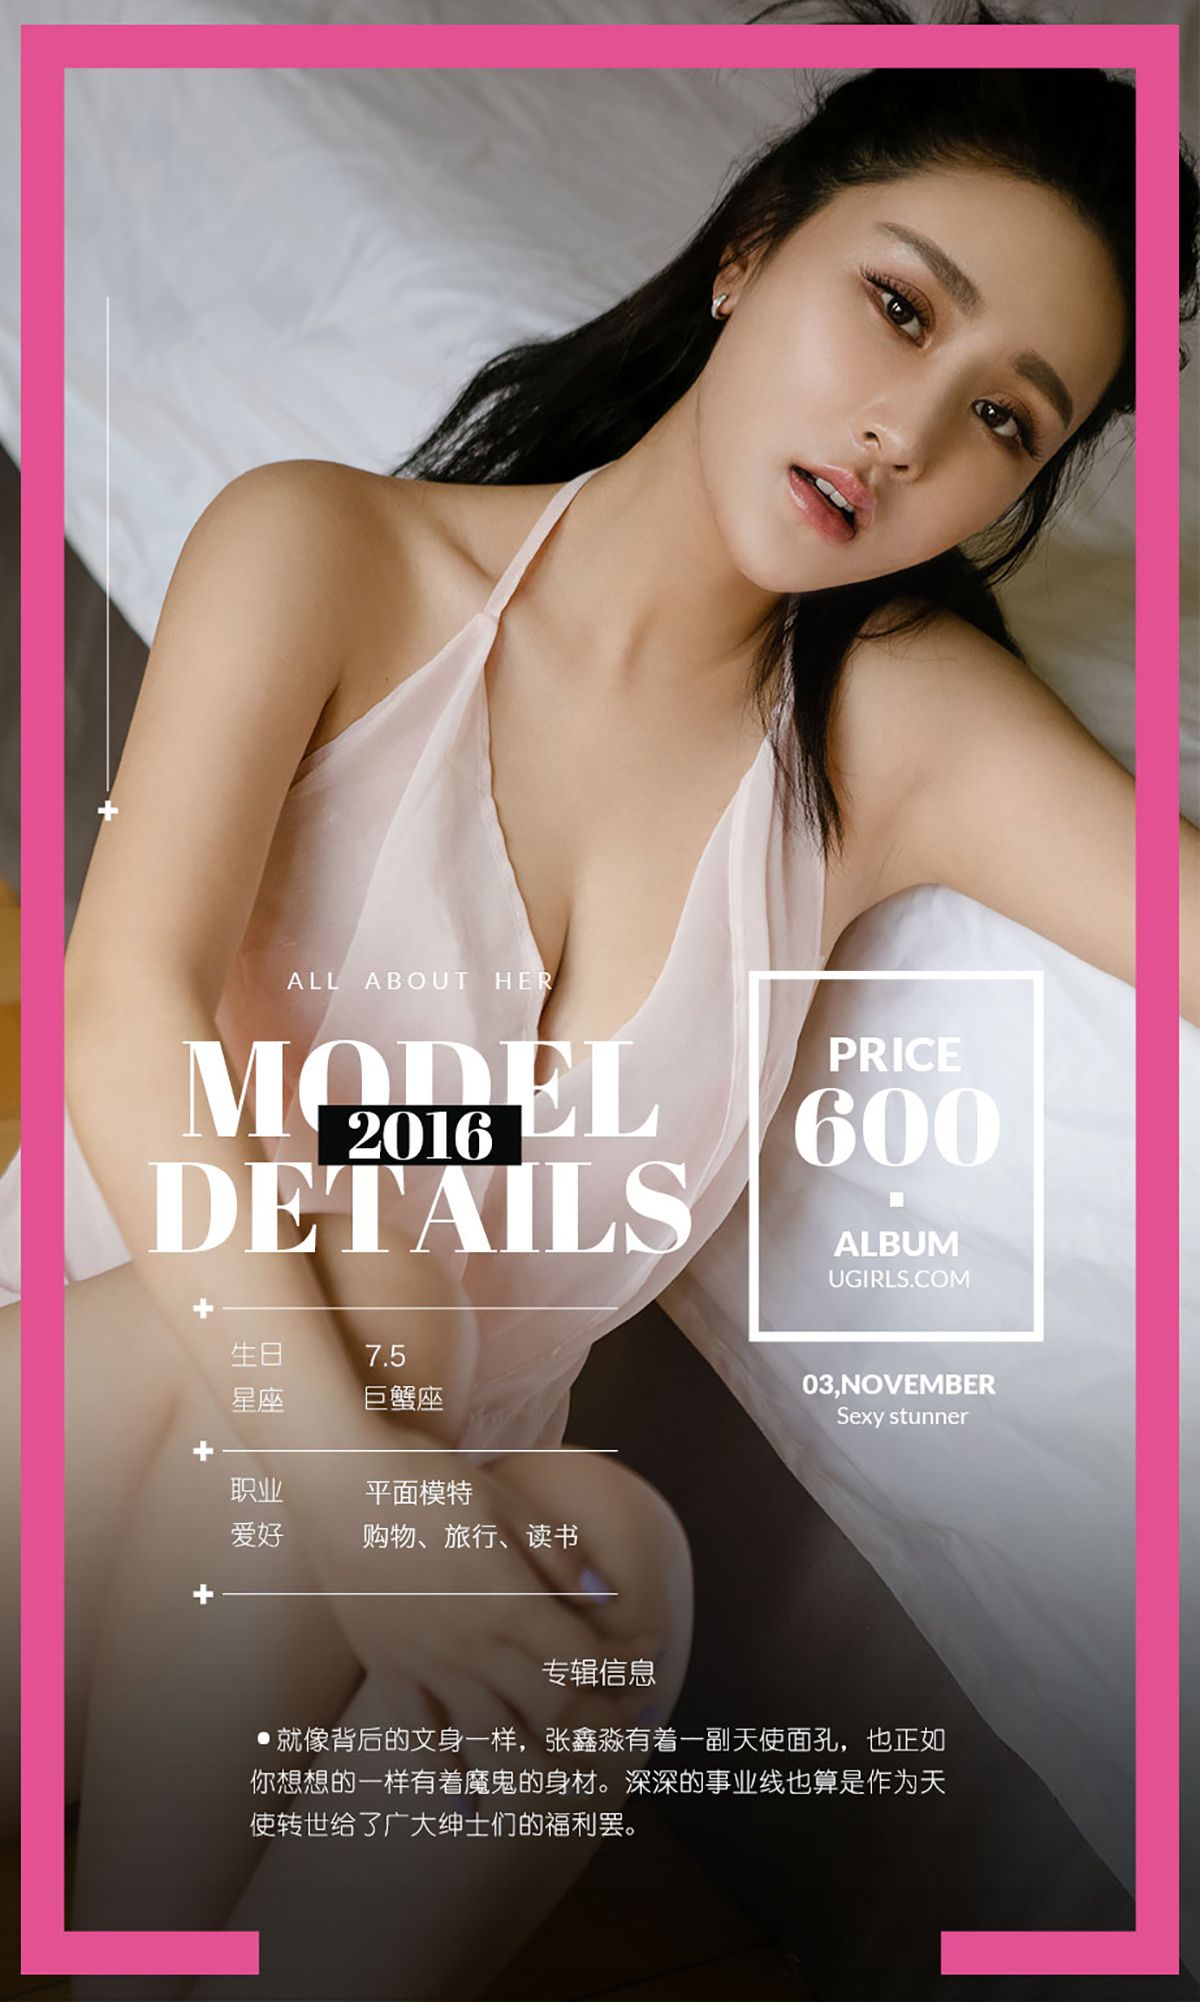 ALL ABOUT HER
MODEL
2016
DETAILS
PRICE
600
ALBUM
UGIRLS.COM
03,NOVEMBER
Sexy stunner
生日 7.5
星座 巨蟹座
职业 平面模特
爱好 购物、旅行、读书
专辑信息
•就像背后的文身一样，张鑫淼有着一副天使面孔，也正如
你想想的一样有着魔鬼的身材。深深的事业线也算是作为天
使转世给了广大绅士们的福利罢。